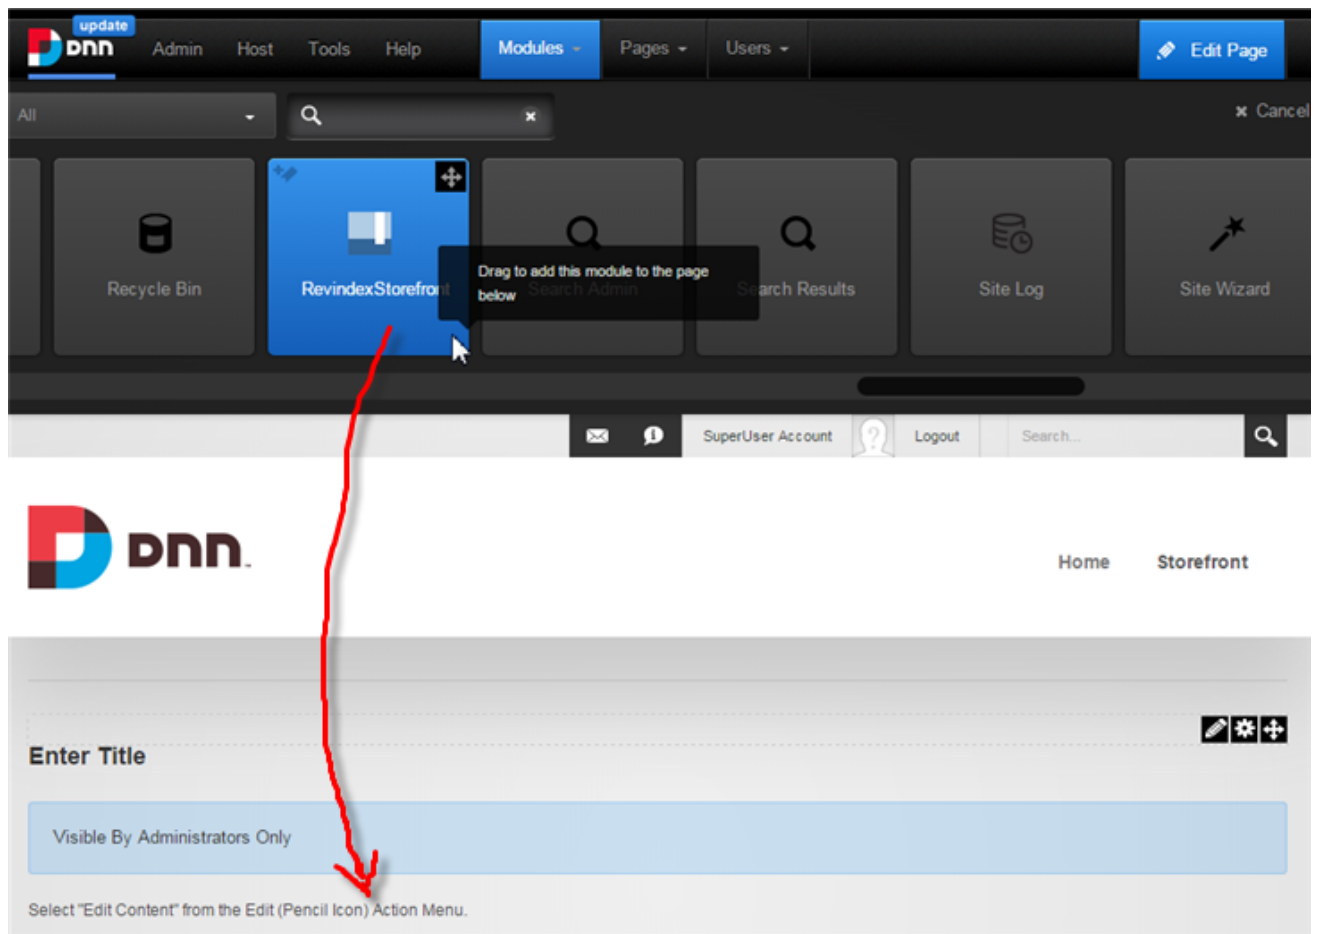 update
DNN Admin Host Tools Help Modules Pages Users Edit Page
All Cancel
Recycle Bin RevindexStorefront Search Admin Search Results Site Log Site Wizard
Drag to add this module to the page
below
SuperUser Account Logout Search...
DNN Home Storefront
Enter Title
Visible By Administrators Only
Select "Edit Content" from the Edit (Pencil Icon) Action Menu.